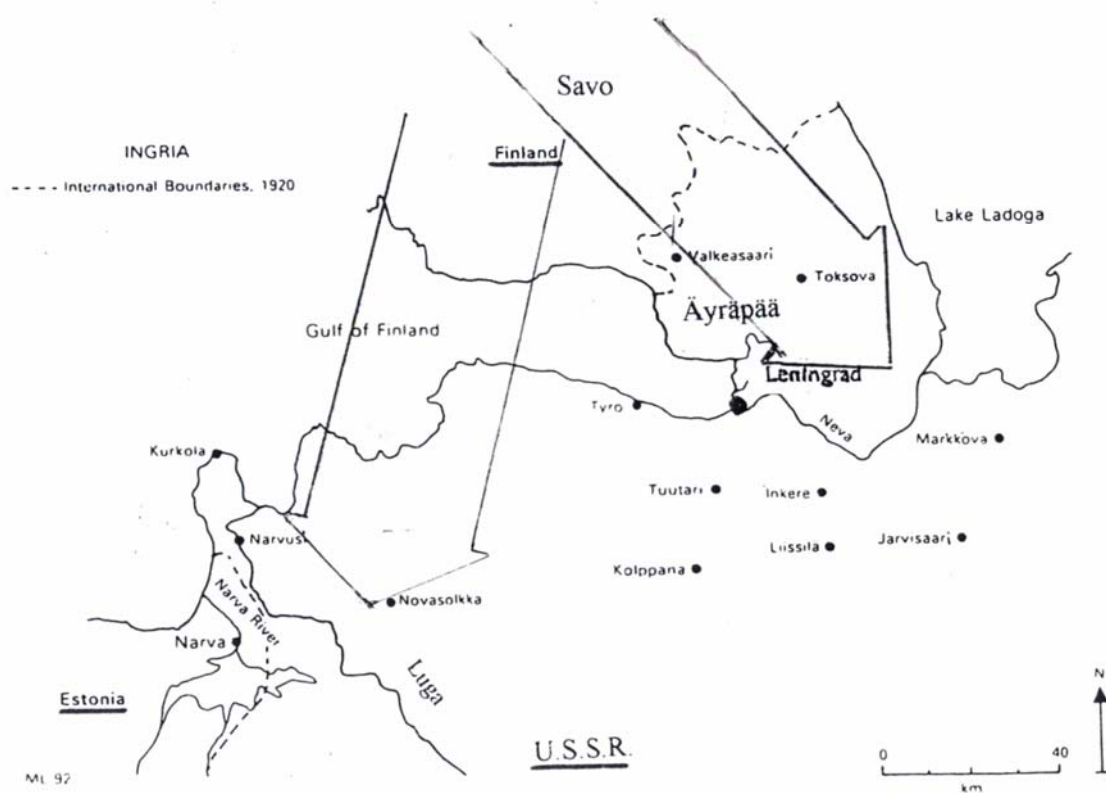 Savo
INGRIA
Finland
---- International Boundaries, 1920
Lake Ladoga
Valkeasaari
Toksova
Äyräpää
Gulf of Finland
Leningrad
Tyro
Neva
Kurkola
Markkova
Tuutari
Inkere
Narvusi
Liissilä
Jarvisaari
Kolppana
Novasolkka
Narva River
Narva
Luga
Estonia
N
U.S.S.R.
0 40
km
ML 92